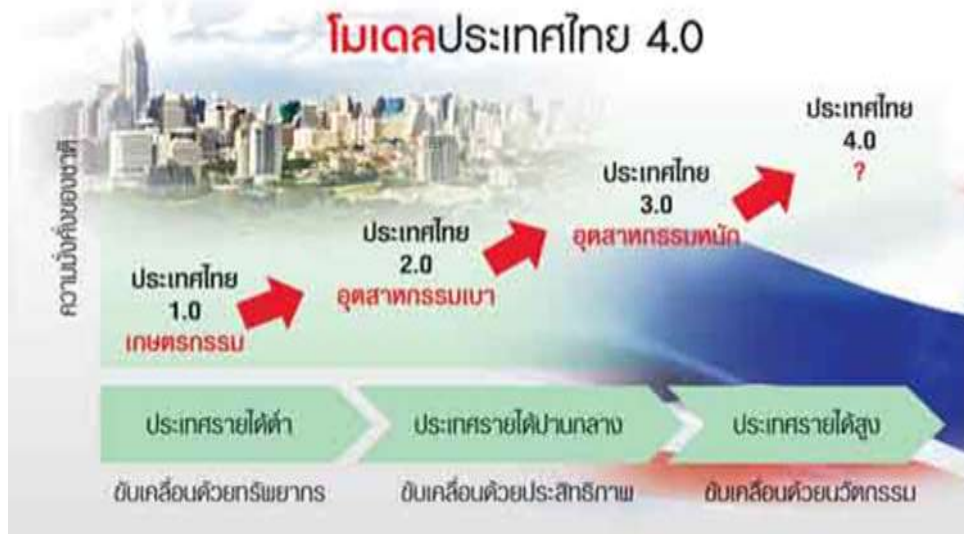 โมเดลประเทศไทย 4.0
ความมั่งคั่งของชาติ
ประเทศไทย
1.0
เกษตรกรรม
ประเทศไทย
2.0
อุตสาหกรรมเบา
ประเทศไทย
3.0
อุตสาหกรรมหนัก
ประเทศไทย
4.0
?
ประเทศรายได้ต่ำ
ประเทศรายได้ปานกลาง
ประเทศรายได้สูง
ขับเคลื่อนด้วยทรัพยากร
ขับเคลื่อนด้วยประสิทธิภาพ
ขับเคลื่อนด้วยนวัตกรรม